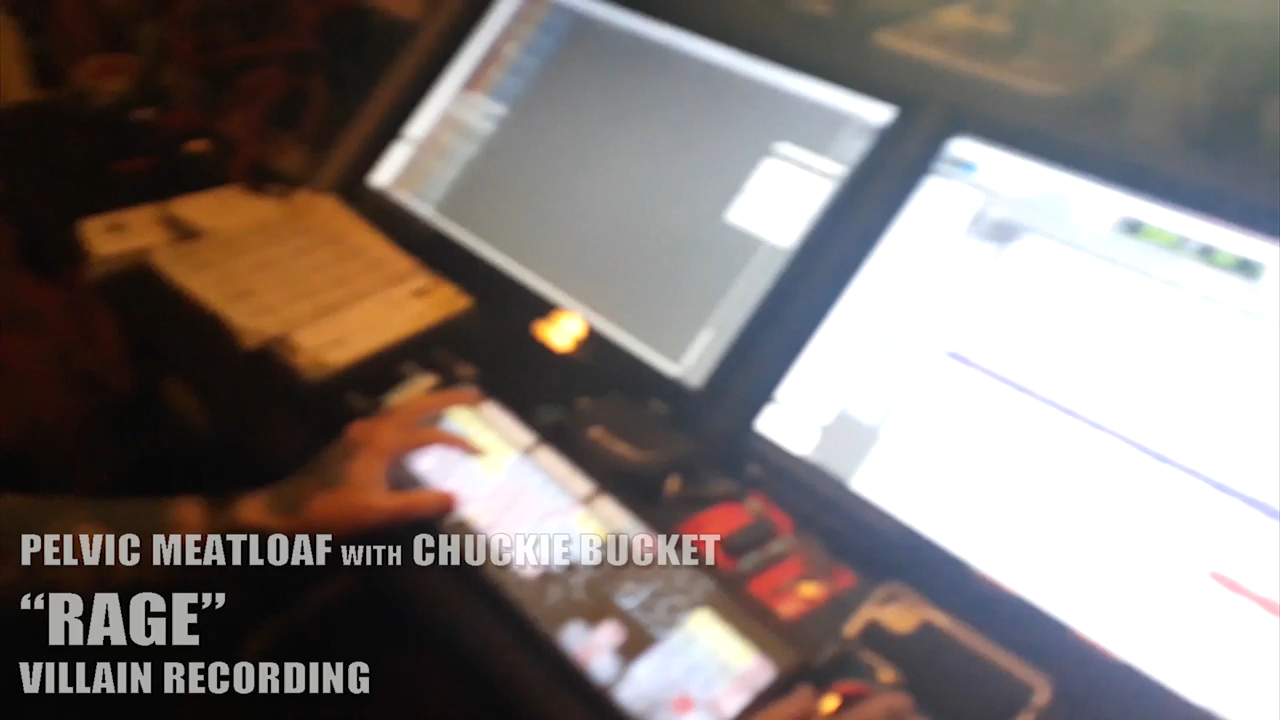 PELVIC MEATLOAF WITH CHUCKIE BUCKET
“RAGE”
VILLAIN RECORDING